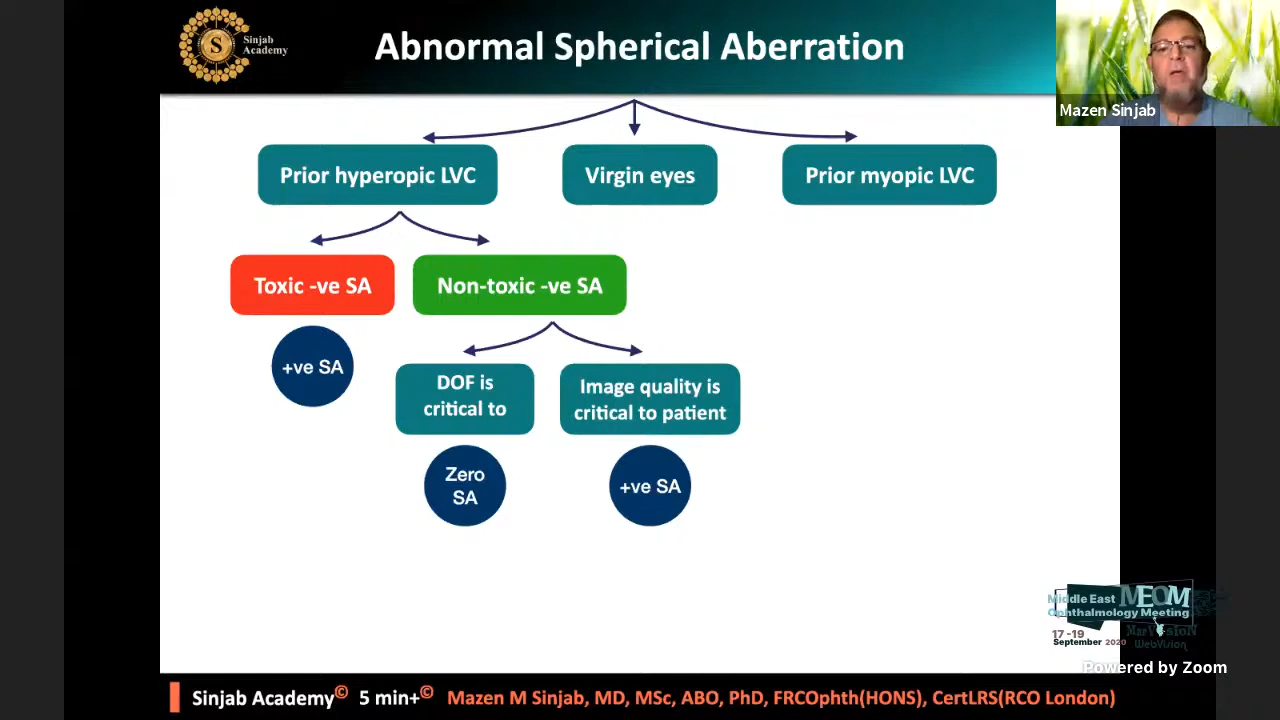 S
Sinjab
Academy
Abnormal Spherical Aberration
Mazen Sinjab
Prior hyperopic LVC
Virgin eyes
Prior myopic LVC
Toxic -ve SA
Non-toxic -ve SA
+ve SA
DOF is
critical to
Image quality is
critical to patient
Zero
SA
+ve SA
Middle East
Ophthalmology Meeting
MEOM
17 -19
September 2020
WebVision
Powered by Zoom
Sinjab Academy© 5 min+© Mazen M Sinjab, MD, MSc, ABO, PhD, FRCOphth(HONS), CertLRS(RCO London)